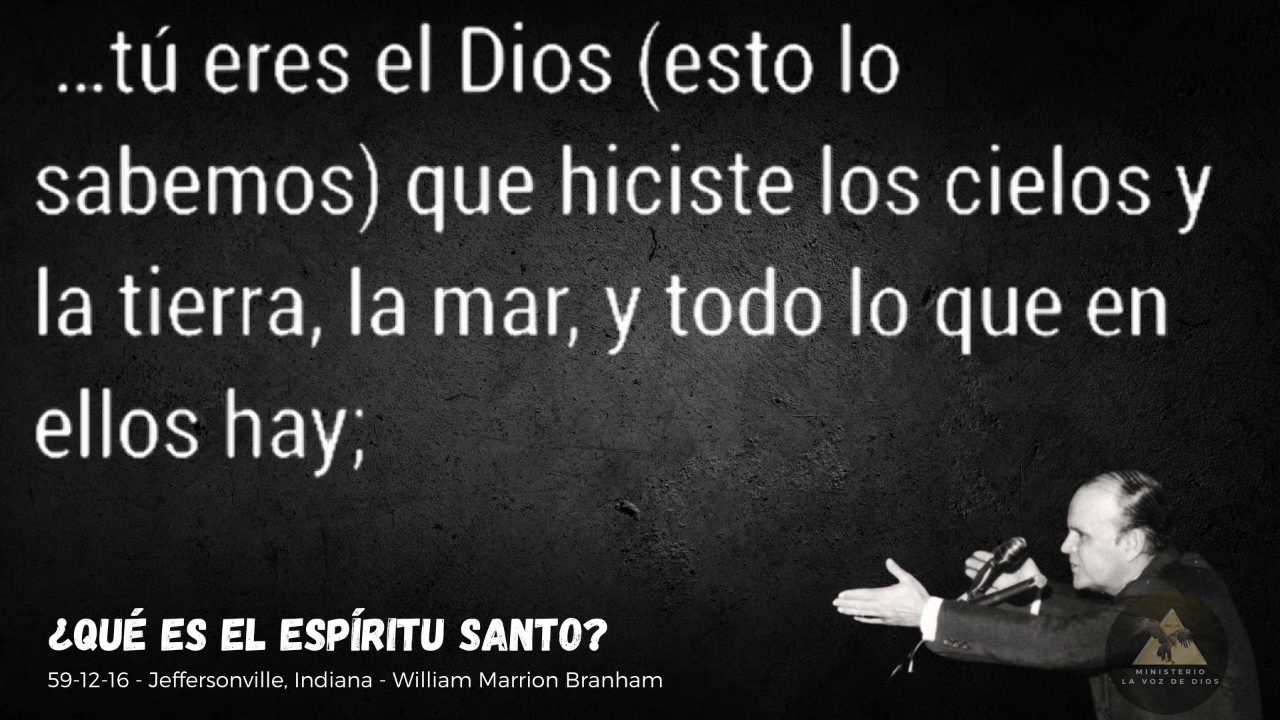 ...tú eres el Dios (esto lo
sabemos) que hiciste los cielos y
la tierra, la mar, y todo lo que en
ellos hay;
¿QUÉ ES EL ESPÍRITU SANTO?
59-12-16 - Jeffersonville, Indiana - William Marrion Branham
MINISTERIO
LA VOZ DE DIOS